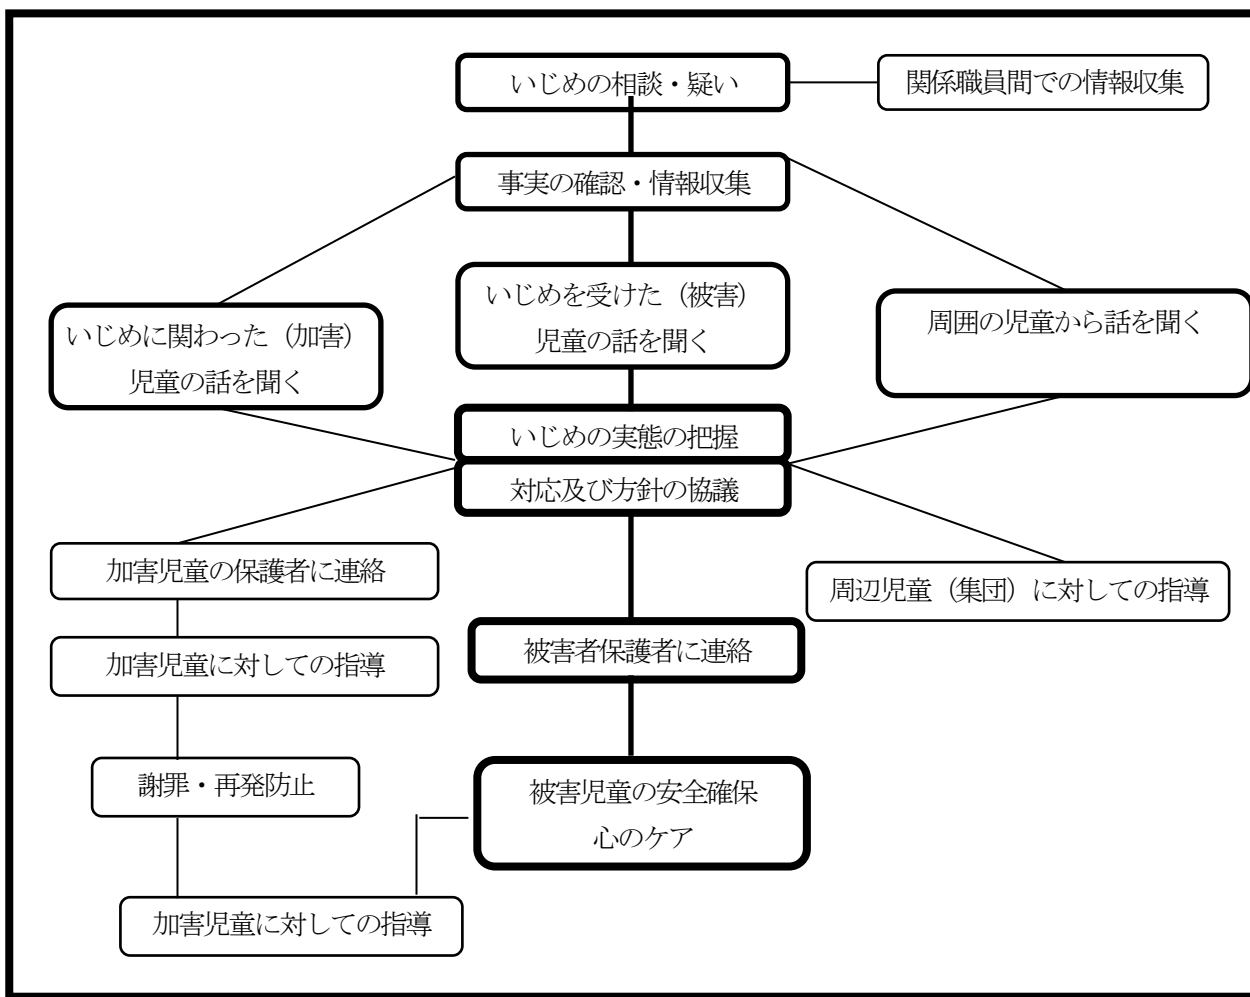 いじめの相談・疑い
関係職員間での情報収集
事実の確認・情報収集
いじめに関わった（加害）
児童の話を聞く
いじめを受けた（被害）
児童の話を聞く
周囲の児童から話を聞く
いじめの実態の把握
対応及び方針の協議
加害児童の保護者に連絡
周辺児童（集団）に対しての指導
加害児童に対しての指導
被害者保護者に連絡
謝罪・再発防止
被害児童の安全確保
心のケア
加害児童に対しての指導